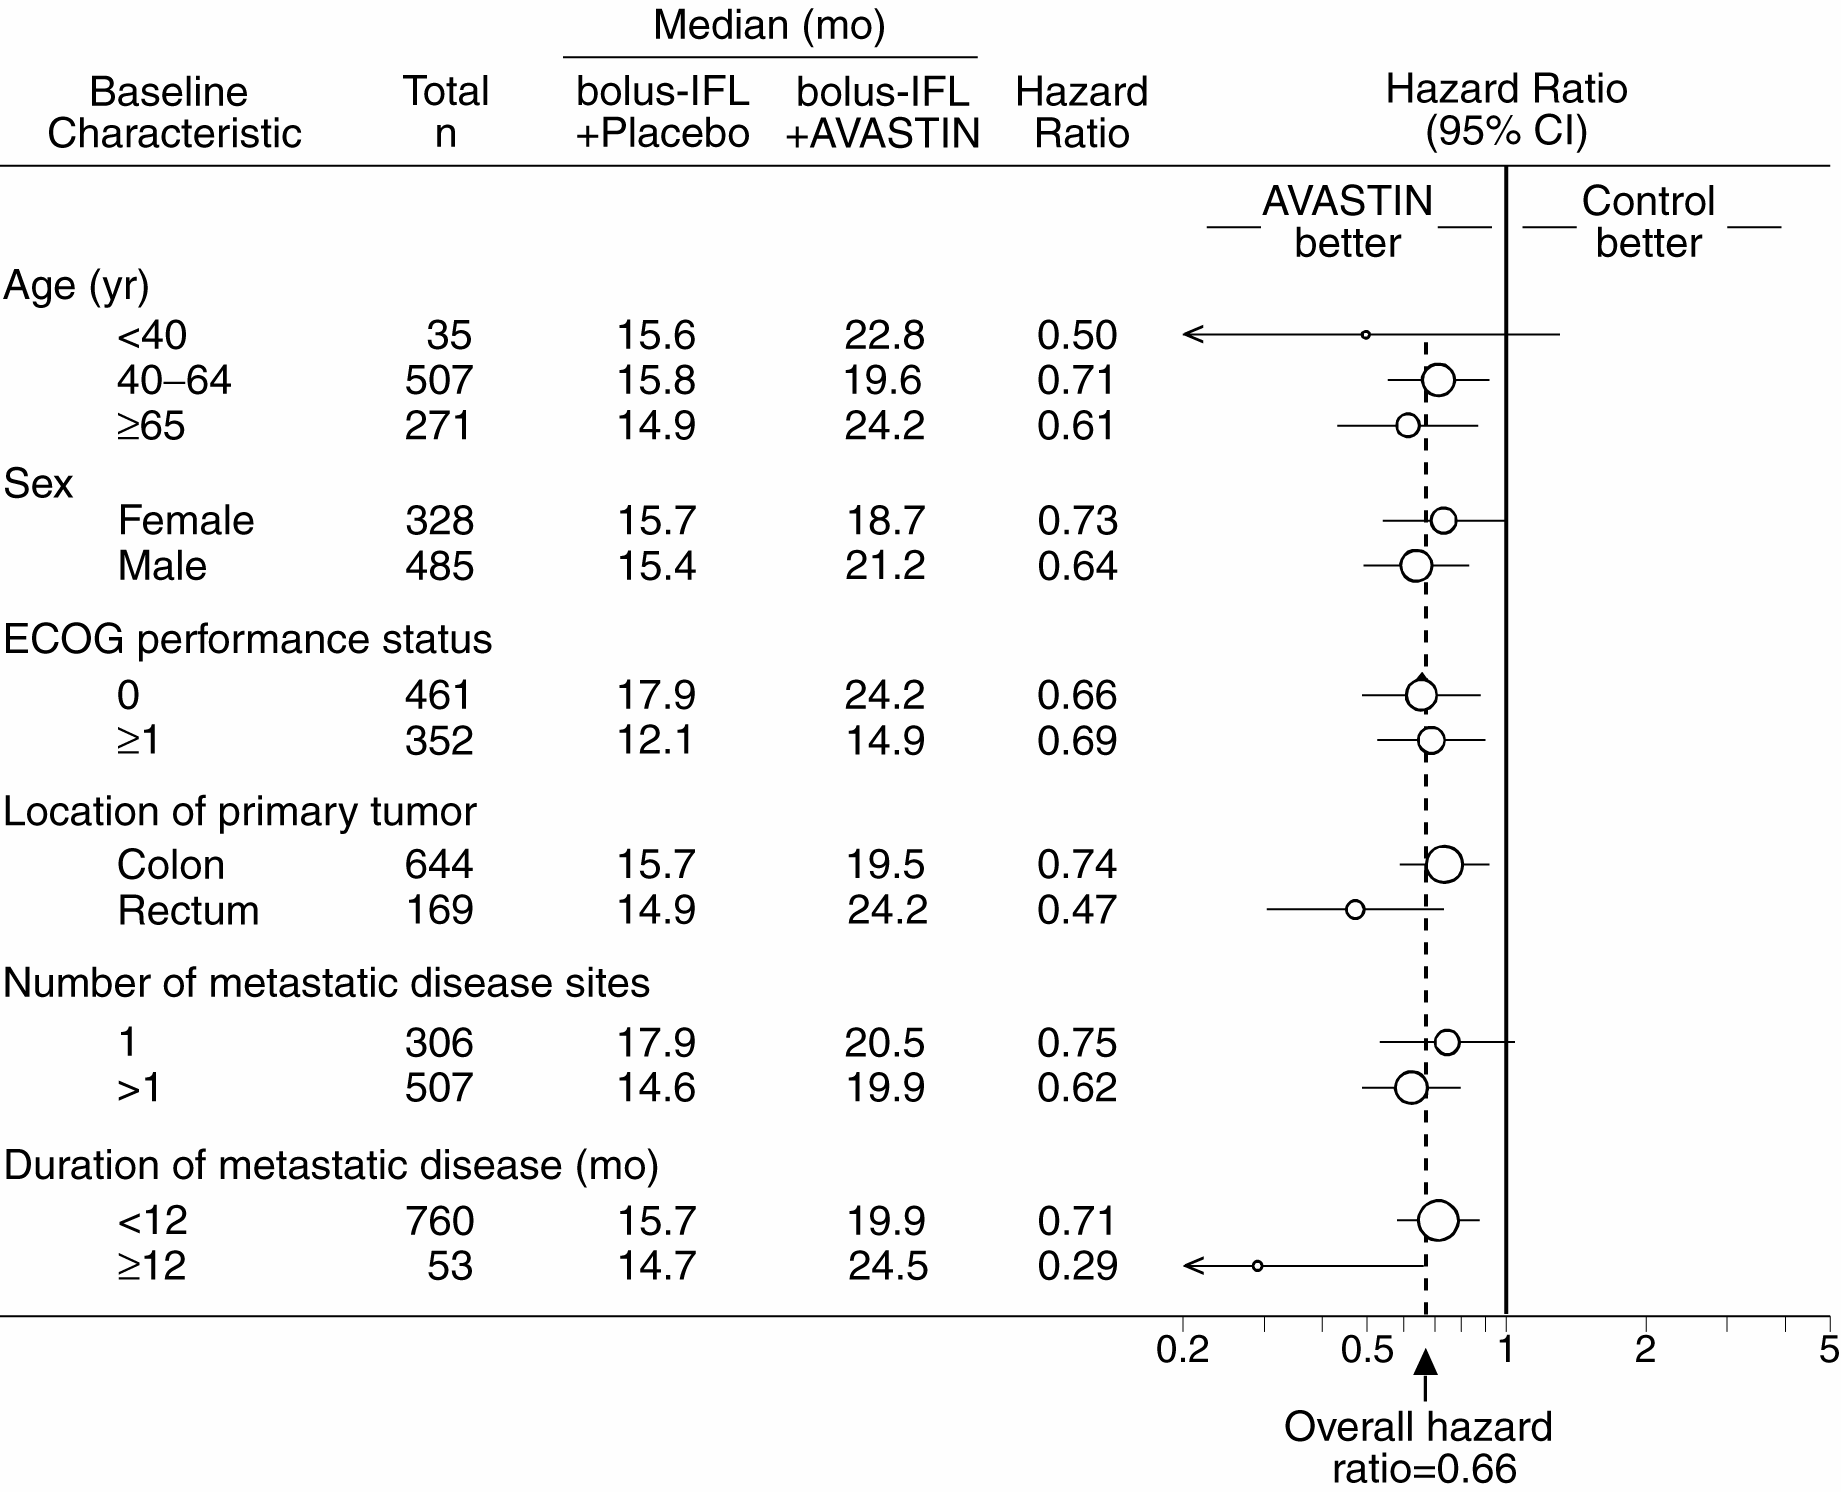 Median (mo)
Baseline Characteristic Total n bolus-IFL +Placebo bolus-IFL +AVASTIN Hazard Ratio Hazard Ratio (95% CI)
AVASTIN better Control better
Age (yr)
<40 35 15.6 22.8 0.50
40–64 507 15.8 19.6 0.71
≥65 271 14.9 24.2 0.61
Sex
Female 328 15.7 18.7 0.73
Male 485 15.4 21.2 0.64
ECOG performance status
0 461 17.9 24.2 0.66
≥1 352 12.1 14.9 0.69
Location of primary tumor
Colon 644 15.7 19.5 0.74
Rectum 169 14.9 24.2 0.47
Number of metastatic disease sites
1 306 17.9 20.5 0.75
>1 507 14.6 19.9 0.62
Duration of metastatic disease (mo)
<12 760 15.7 19.9 0.71
≥12 53 14.7 24.5 0.29
0.2 0.5 1 2 5
Overall hazard
ratio=0.66